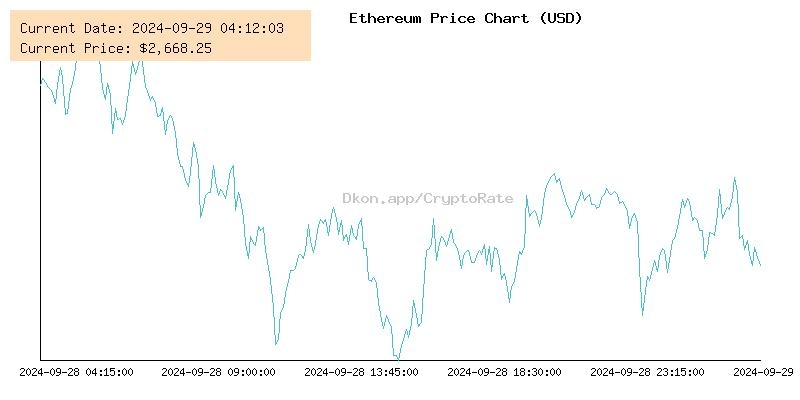 Ethereum Price Chart (USD)
Current Date: 2024-09-29 04:12:03
Current Price: $2,668.25
Dkon.app/CryptoRate
2024-09-28 04:15:00 2024-09-28 09:00:00 2024-09-28 13:45:00 2024-09-28 18:30:00 2024-09-28 23:15:00 2024-09-29